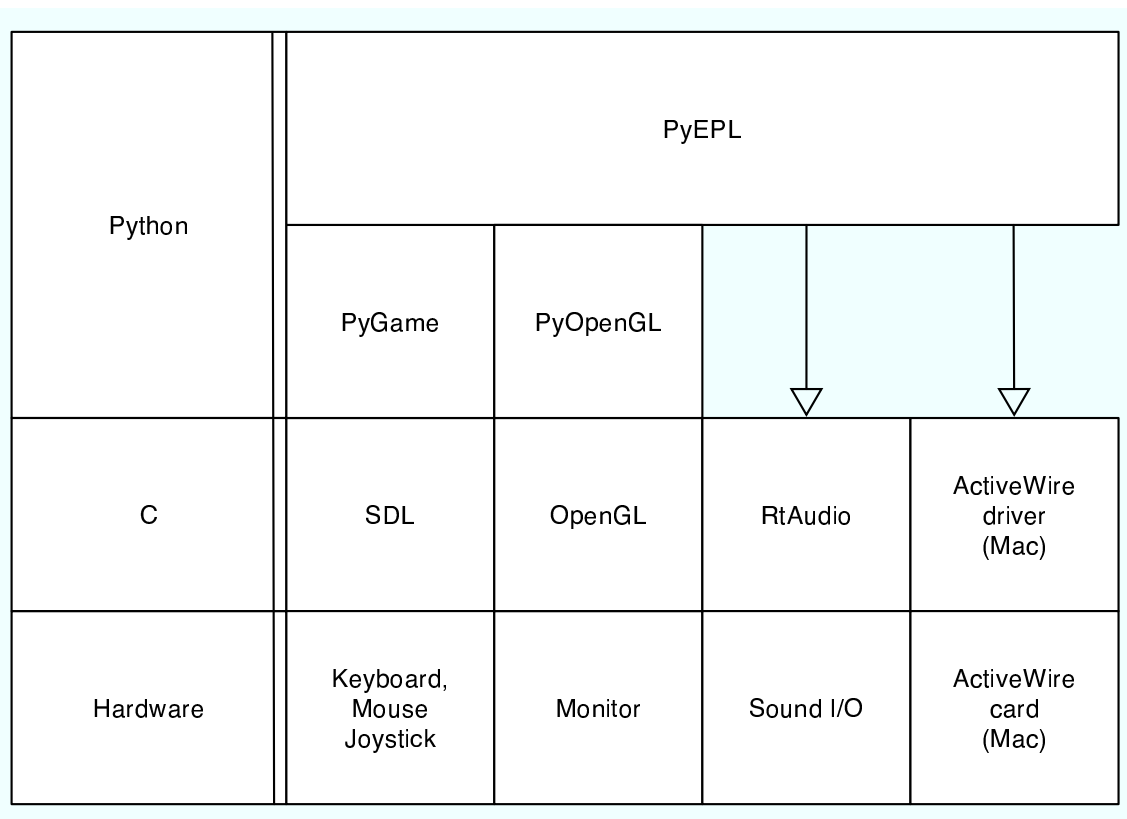 PyEPL
Python
PyGame
PyOpenGL
C
SDL
OpenGL
RtAudio
ActiveWire
driver
(Mac)
Hardware
Keyboard,
Mouse
Joystick
Monitor
Sound I/O
ActiveWire
card
(Mac)